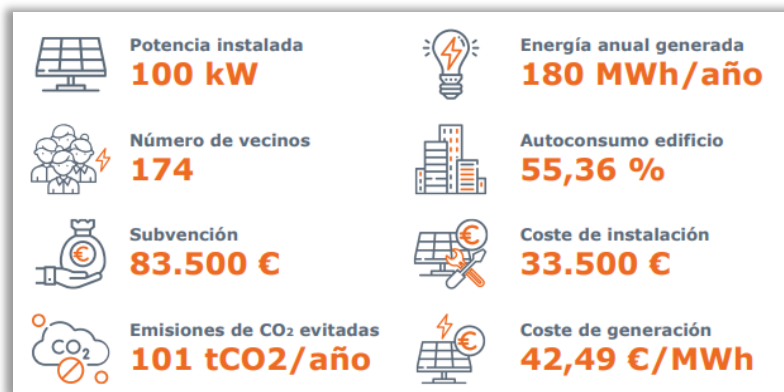 Potencia instalada
100 kW
Energía anual generada
180 MWh/año
Número de vecinos
174
Autoconsumo edificio
55,36 %
Subvención
83.500 €
Coste de instalación
33.500 €
Emisiones de CO₂ evitadas
101 tCO2/año
CO₂
Coste de generación
42,49 €/MWh